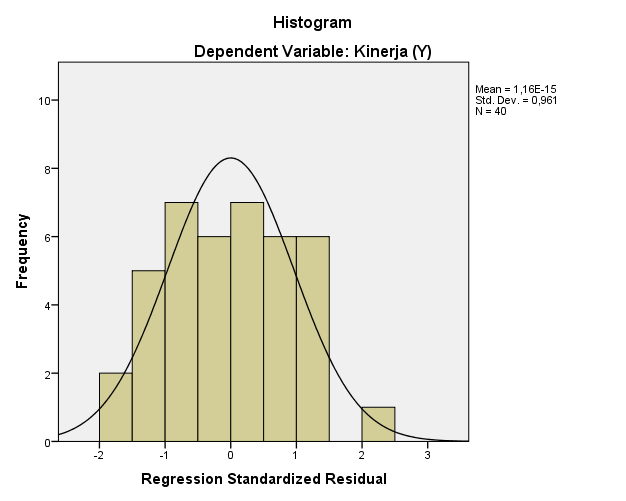 Histogram
Dependent Variable: Kinerja (Y)
Mean = 1,16E-15
Std. Dev. = 0,961
N = 40
10
8
6
4
2
0
Frequency
-2
-1
0
1
2
3
Regression Standardized Residual